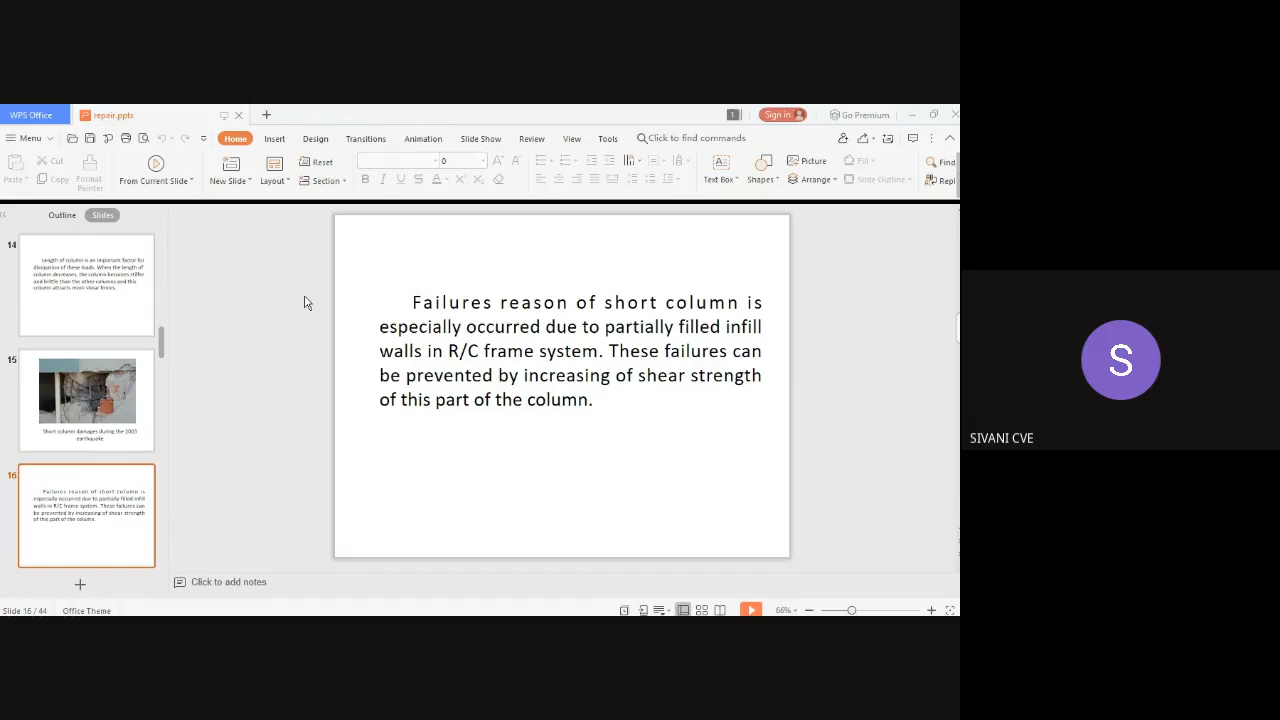 WPS Office
repair.pptx
1
Sign in
Go Premium
Menu
Home
Insert
Design
Transitions
Animation
Slide Show
Review
View
Tools
Click to find commands
Paste
Cut
Copy
Format
Painter
From Current Slide
New Slide
Layout
Reset
Section
0
B I U S A X² X₂
Text Box
Shapes
Picture
Arrange
Fill
Slide Outline
Find
Repl
Outline
Slides
14
Length of column is an important factor for
dissipation of these loads. When the length of
column decreases, the column becomes stiffer
and brittle than the other columns and this
column attracts more shear forces.
15
Short column damages during the 2003
earthquake
16
Failures reason of short column is
especially occurred due to partially filled infill
walls in R/C frame system. These failures can
be prevented by increasing of shear strength
of this part of the column.
Failures reason of short column is
especially occurred due to partially filled infill
walls in R/C frame system. These failures can
be prevented by increasing of shear strength
of this part of the column.
Click to add notes
Slide 16 / 44
Office Theme
66%
S
SIVANI CVE